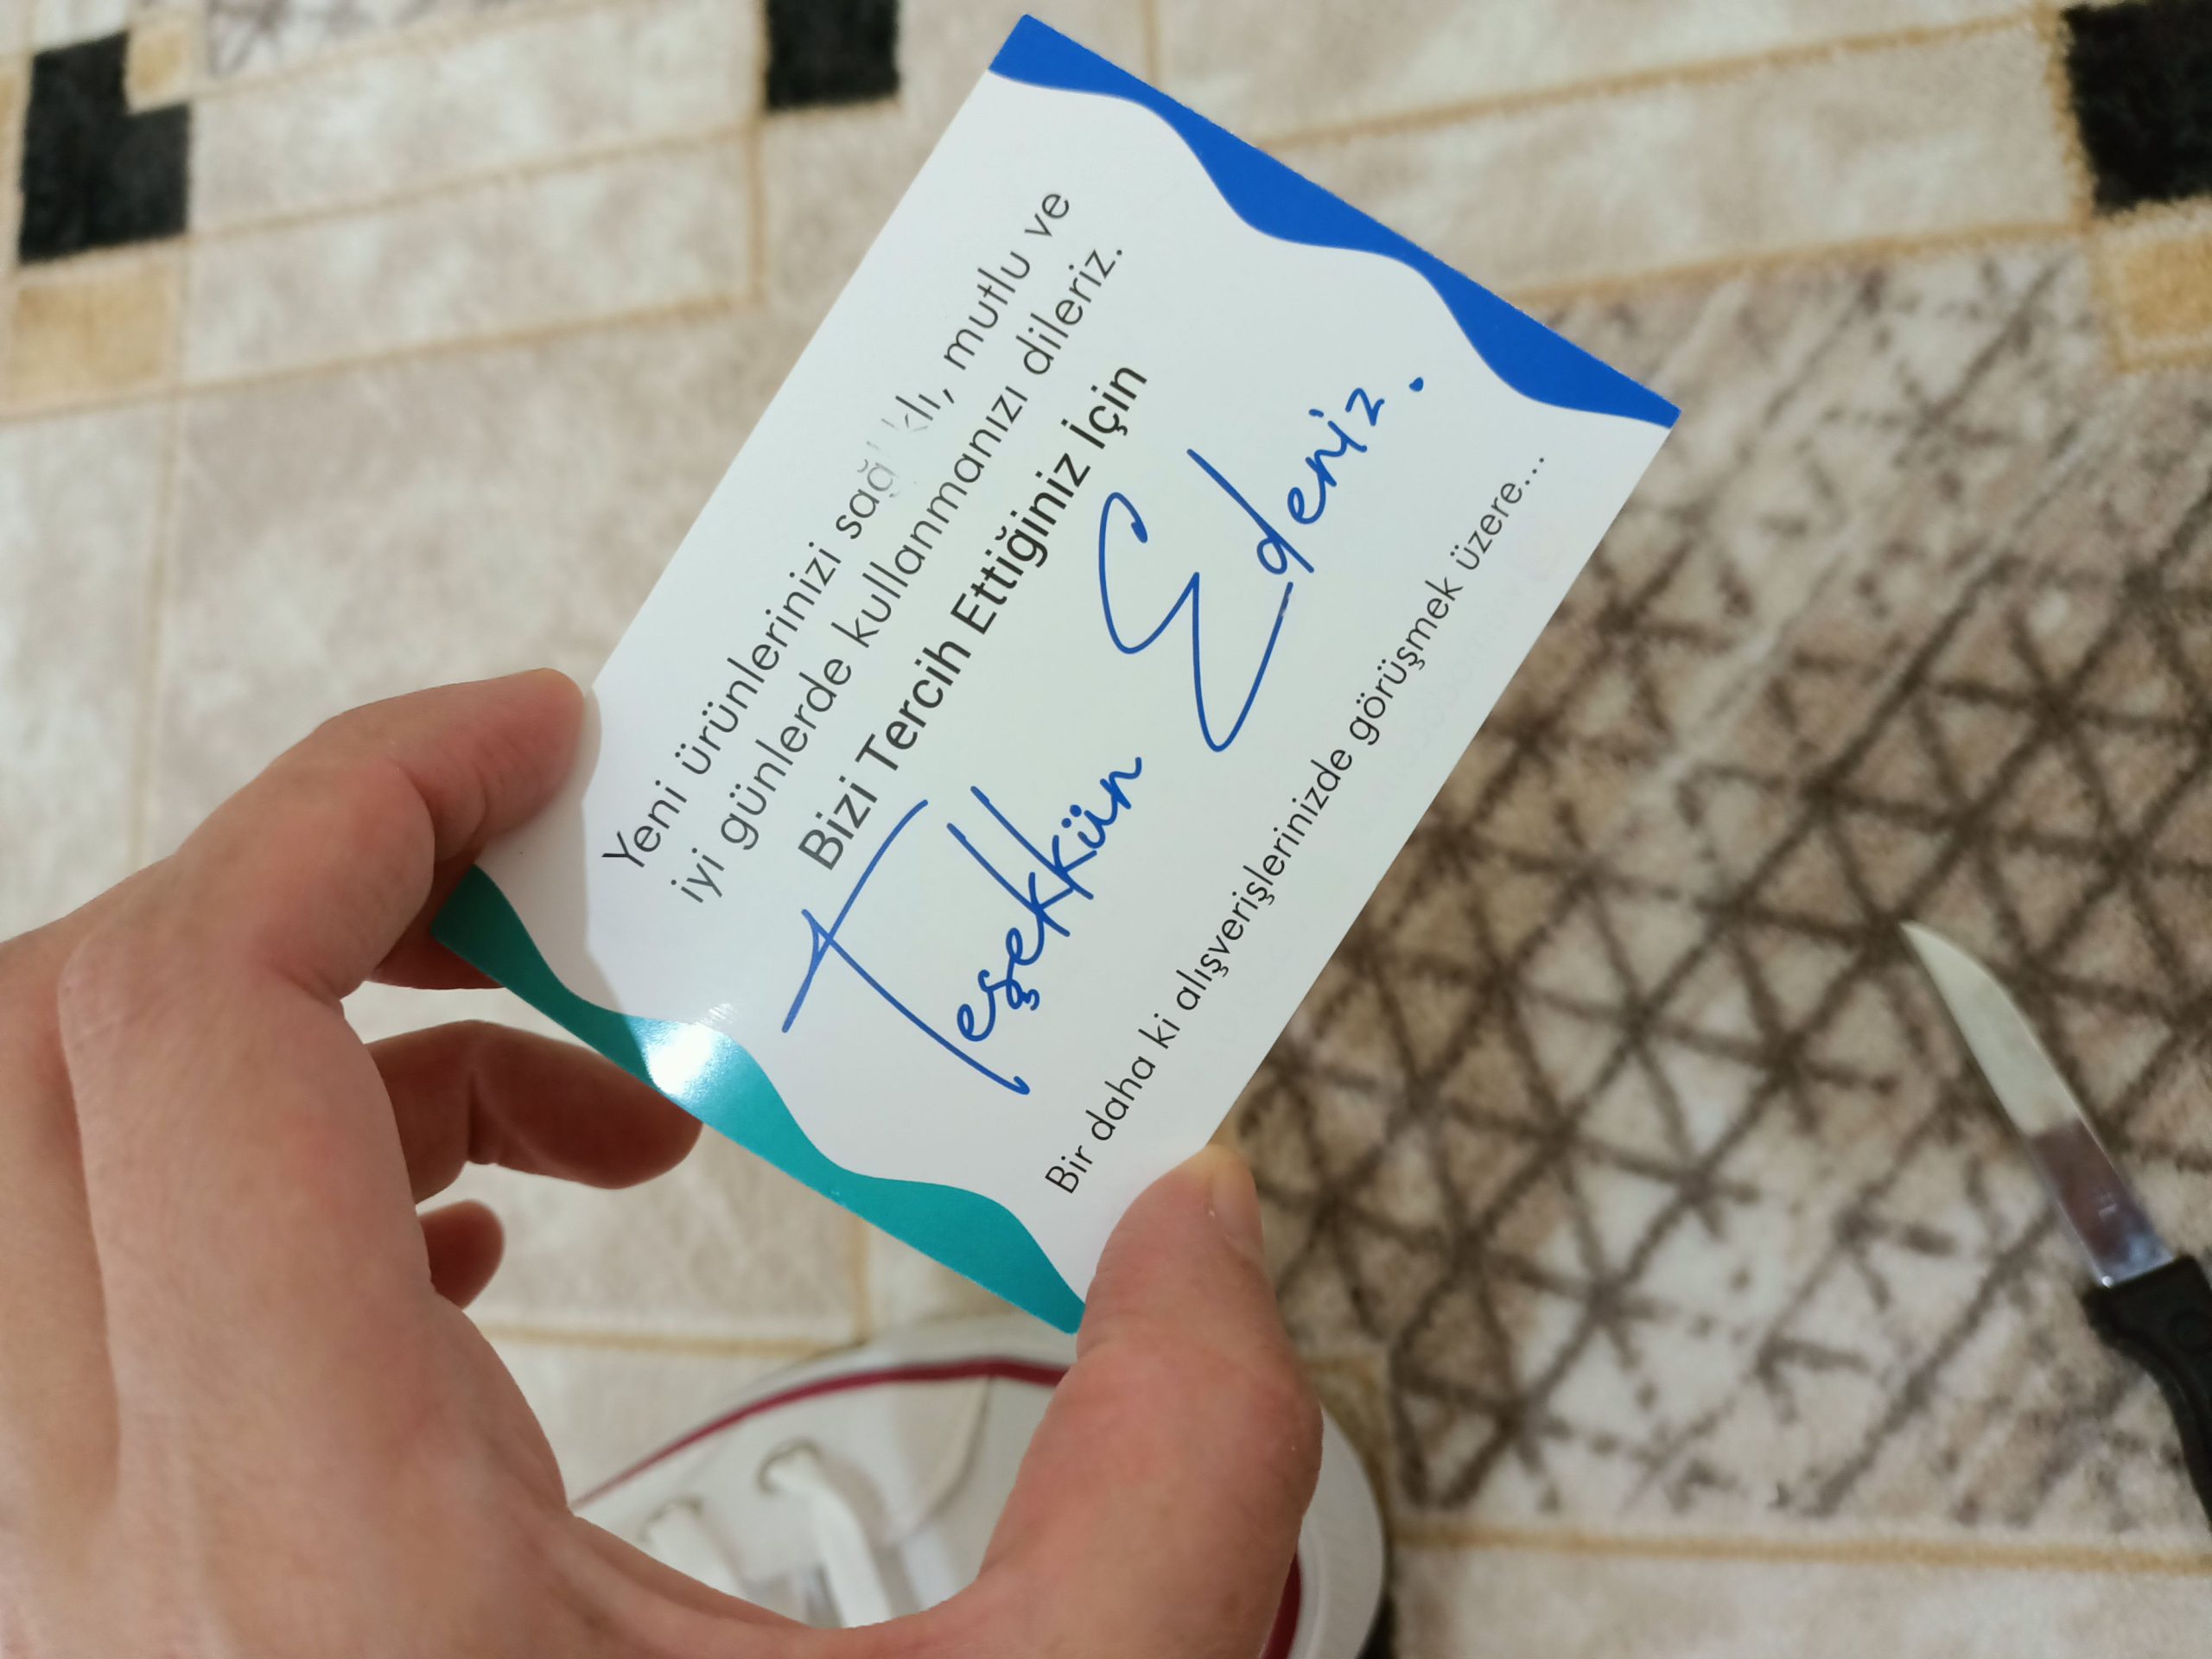 Yeni ürünlerinizi sağlıklı, mutlu ve
iyi günlerde kullanmanızı dileriz.
Bizi Tercih Ettiğiniz İçin
Teşekkür Ederiz.
Bir daha ki alışverişlerinizde görüşmek üzere...